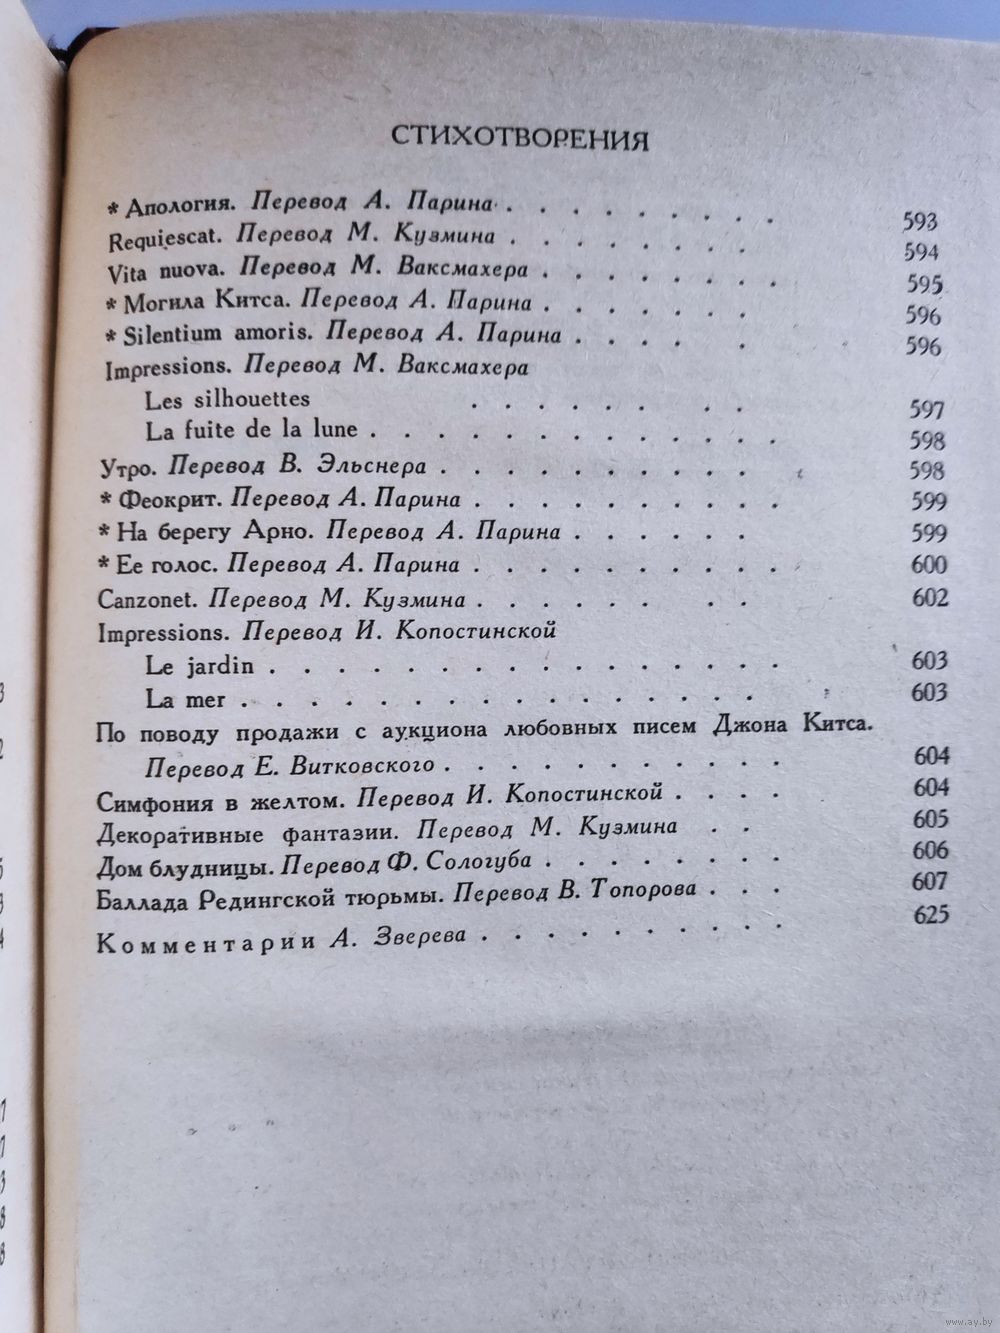 СТИХОТВОРЕНИЯ
* Апология. Перевод А. Парина . . . . . . . . . 593
Requiescat. Перевод М. Кузмина . . . . . . . . 594
Vita nuova. Перевод М. Ваксмахера . . . . . . . . 595
* Могила Китса. Перевод А. Парина . . . . . . . 596
* Silentium amoris. Перевод А. Парина . . . . . 596
Impressions. Перевод М. Ваксмахера
Les silhouettes . . . . . . . . 597
La fuite de la lune . . . . . . . . . . . . . 598
Утро. Перевод В. Эльснера . . . . . . . . . . 598
* Феокрит. Перевод А. Парина . . . . . . . . . . 599
* На берегу Арно. Перевод А. Парина . . . . . . 599
* Ее голос. Перевод А. Парина . . . . . . . . . . 600
Canzonet. Перевод М. Кузмина . . . . . . . . 602
Impressions. Перевод И. Копостинской
Le jardin . . . . . . . . . . . . . . . . 603
La mer . . . . . . . . . . . . . . . . 603
По поводу продажи с аукциона любовных писем Джона Китса.
Перевод Е. Витковского . . . . . . . . . . . 604
Симфония в желтом. Перевод И. Копостинской . . . . 604
Декоративные фантазии. Перевод М. Кузмина . . 605
Дом блудницы. Перевод Ф. Сологуба . . . . . . . . 606
Баллада Редингской тюрьмы. Перевод В. Топорова . . . 607
Комментарии А. Зверева . . . . . . . . . . 625
www.ay.by